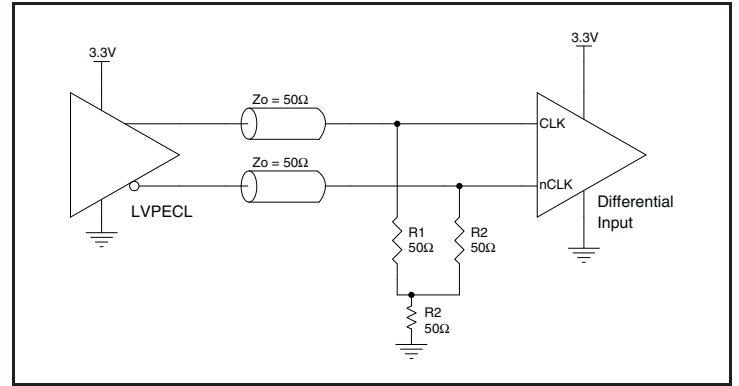 3.3V
3.3V
Zo = 50Ω
CLK
Zo = 50Ω
nCLK
LVPECL
Differential
Input
R1
50Ω
R2
50Ω
R2
50Ω